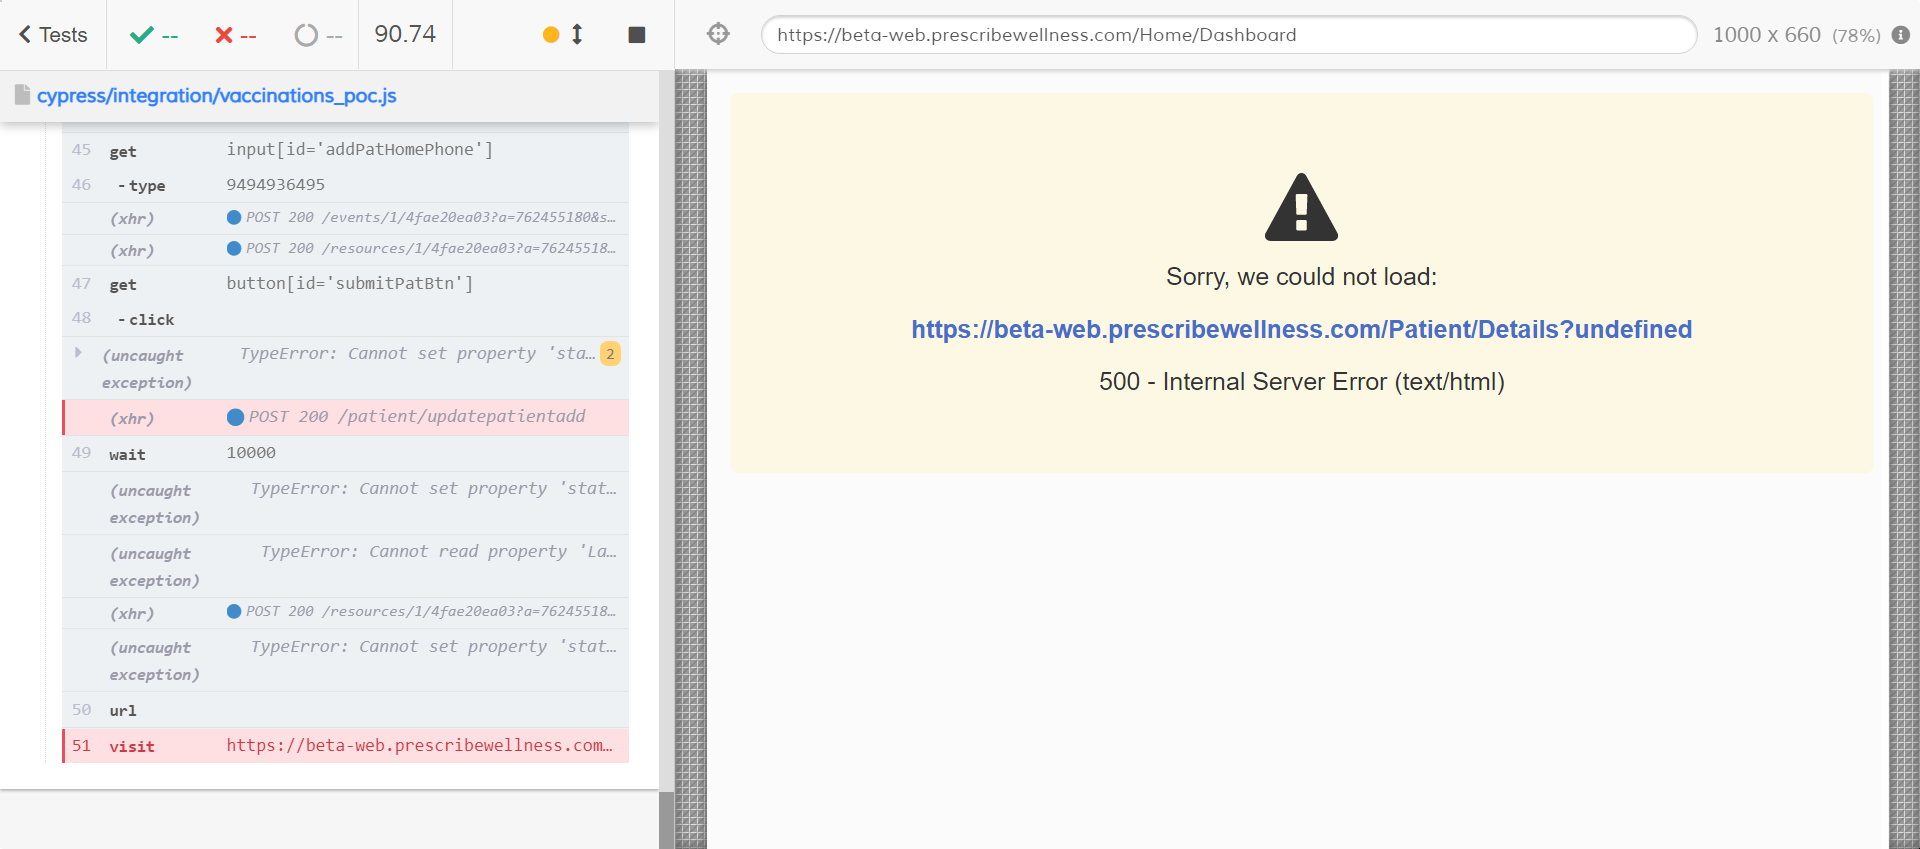 Tests
--
--
--
90.74
https://beta-web.prescribewellness.com/Home/Dashboard
1000 x 660 (78%)
cypress/integration/vaccinations_poc.js
45 get input[id='addPatHomePhone']
46 - type 9494936495
(xhr) POST 200 /events/1/4fae20ea03?a=762455180&s…
(xhr) POST 200 /resources/1/4fae20ea03?a=76245518…
47 get button[id='submitPatBtn']
48 - click
(uncaught exception) TypeError: Cannot set property 'sta… 2
(xhr) POST 200 /patient/updatepatientadd
49 wait 10000
(uncaught exception) TypeError: Cannot set property 'stat…
(uncaught exception) TypeError: Cannot read property 'La…
(xhr) POST 200 /resources/1/4fae20ea03?a=76245518…
(uncaught exception) TypeError: Cannot set property 'stat…
50 url
51 visit https://beta-web.prescribewellness.com…
Sorry, we could not load:
https://beta-web.prescribewellness.com/Patient/Details?undefined
500 - Internal Server Error (text/html)